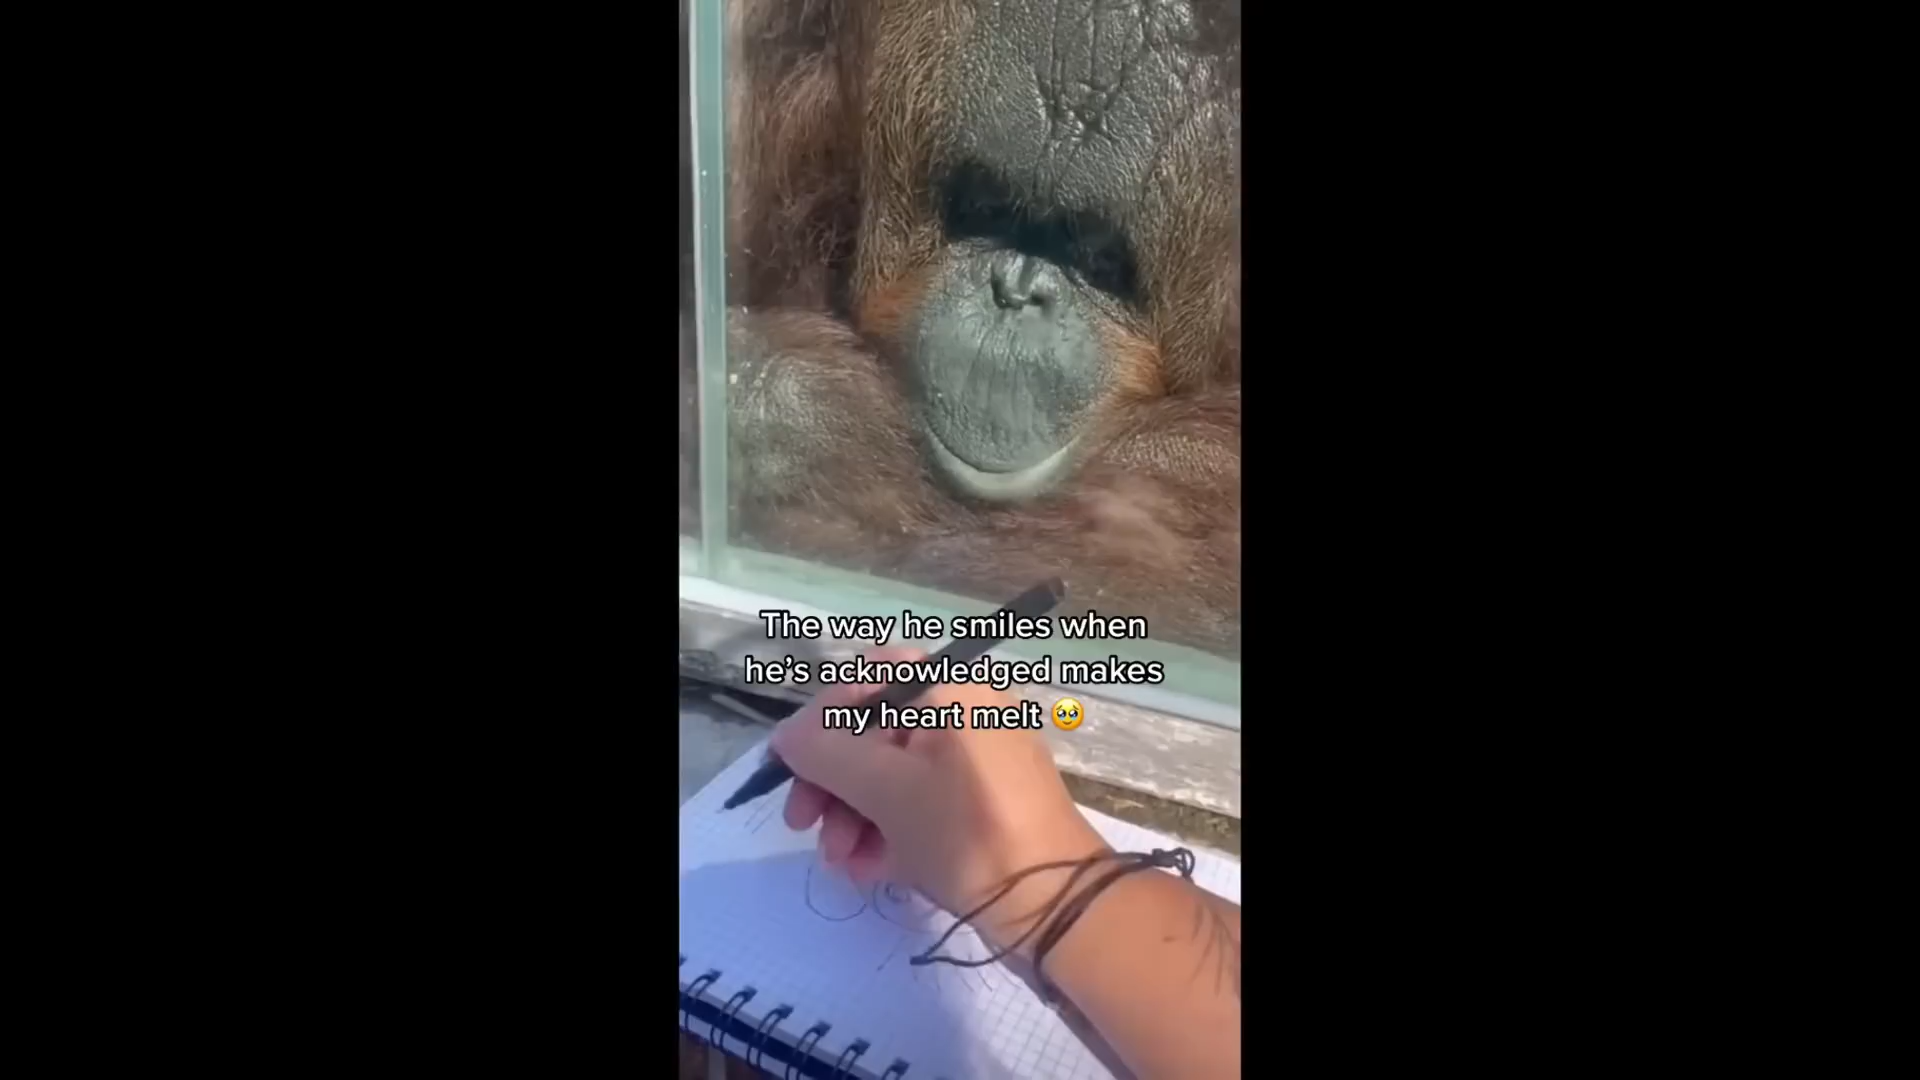 The way he smiles when
he’s acknowledged makes
my heart melt 🥹